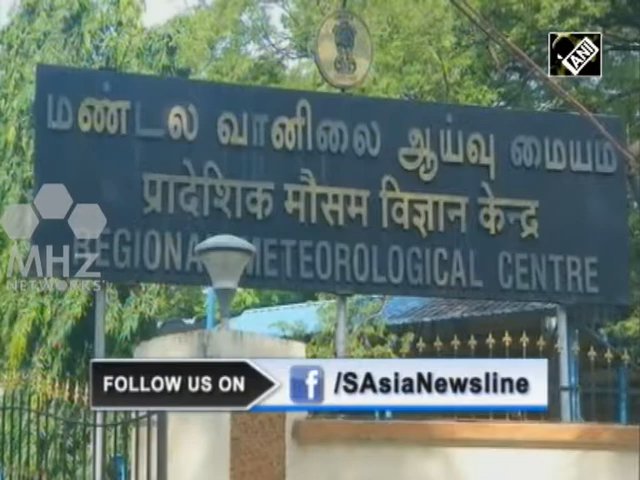 ANI
மண்டல வானிலை ஆய்வு மையம்
प्रादेशिक मौसम विज्ञान केन्द्र
REGIONAL METEOROLOGICAL CENTRE
MHZ
NETWORKS
FOLLOW US ON f /SAsiaNewsline